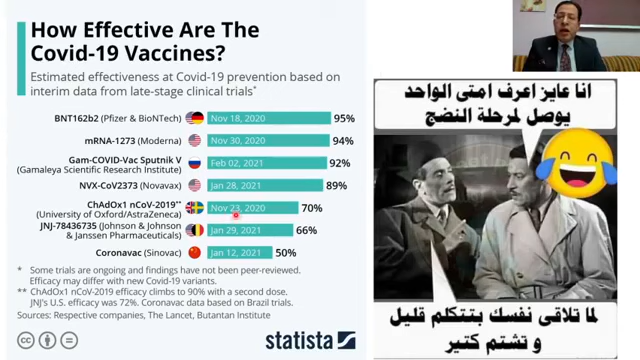 How Effective Are The
Covid-19 Vaccines?
Estimated effectiveness at Covid-19 prevention based on
interim data from late-stage clinical trials*
BNT162b2 (Pfizer & BioNTech) Nov 18, 2020 95%
mRNA-1273 (Moderna) Nov 30, 2020 94%
Gam-COVID-Vac Sputnik V
(Gamaleya Scientific Research Institute) Feb 02, 2021 92%
NVX-CoV2373 (Novavax) Jan 28, 2021 89%
ChAdOx1 nCoV-2019**
(University of Oxford/AstraZeneca) Nov 23, 2020 70%
JNJ-78436735 (Johnson & Johnson
& Janssen Pharmaceuticals) Jan 29, 2021 66%
Coronavac (Sinovac) Jan 12, 2021 50%
* Some trials are ongoing and findings have not been peer-reviewed.
Efficacy may differ with new Covid-19 variants.
** ChAdOx1 nCoV-2019 efficacy climbs to 90% with a second dose.
JNJ's U.S. efficacy was 72%. Coronavac data based on Brazil trials.
Sources: Respective companies, The Lancet, Butantan Institute
cc
statista
انا عايز اعرف امتى الواحد
يوصل لمرحلة النضج
لما تلاقى نفسك بتتكلم قليل
و تشتم كتير